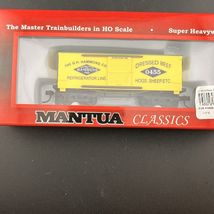 The Master Trainbuilders in HO Scale • Super Heavyw
THE G.H. HAMMOND CO.
REFRIGERATOR LINE
DRESSED BEEF
0455
HOGS, SHEEP, ETC.
MANTUA CLASSICS